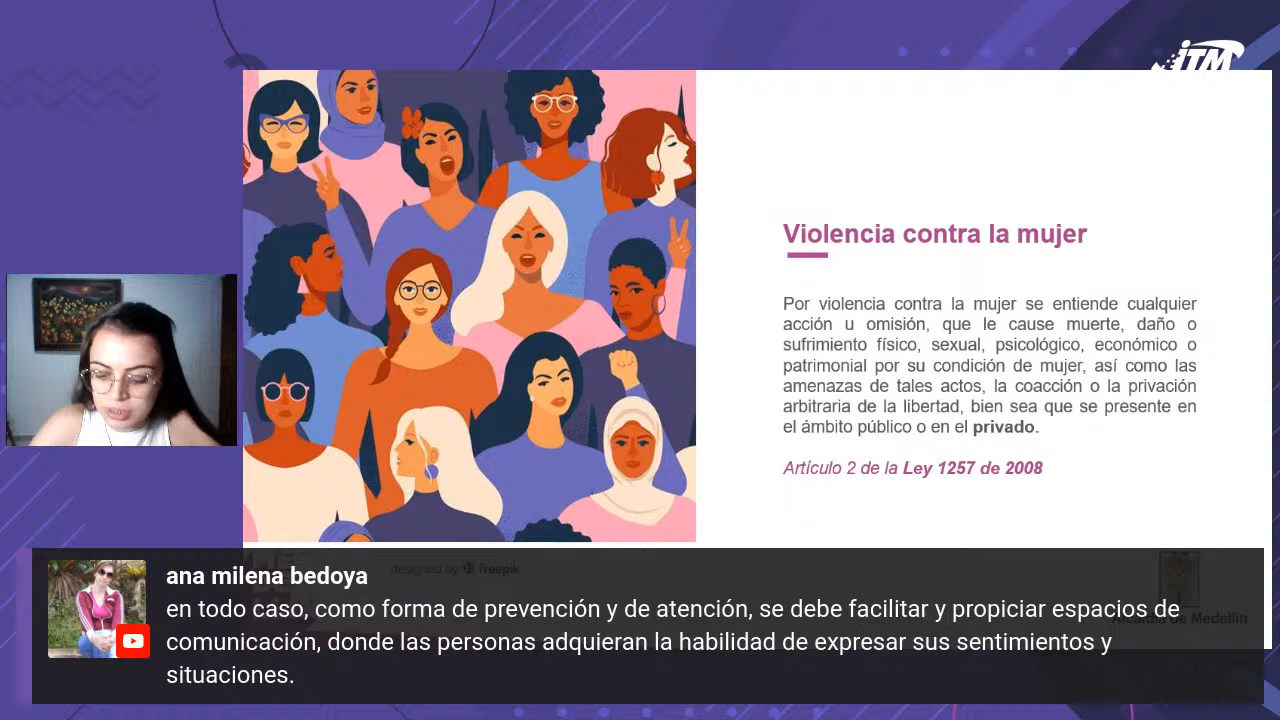 iTM
Violencia contra la mujer
Por violencia contra la mujer se entiende cualquier
acción u omisión, que le cause muerte, daño o
sufrimiento físico, sexual, psicológico, económico o
patrimonial por su condición de mujer, así como las
amenazas de tales actos, la coacción o la privación
arbitraria de la libertad, bien sea que se presente en
el ámbito público o en el privado.
Artículo 2 de la Ley 1257 de 2008
designed by freepik
Alcaldía de Medellín
ana milena bedoya
en todo caso, como forma de prevención y de atención, se debe facilitar y propiciar espacios de
comunicación, donde las personas adquieran la habilidad de expresar sus sentimientos y
situaciones.